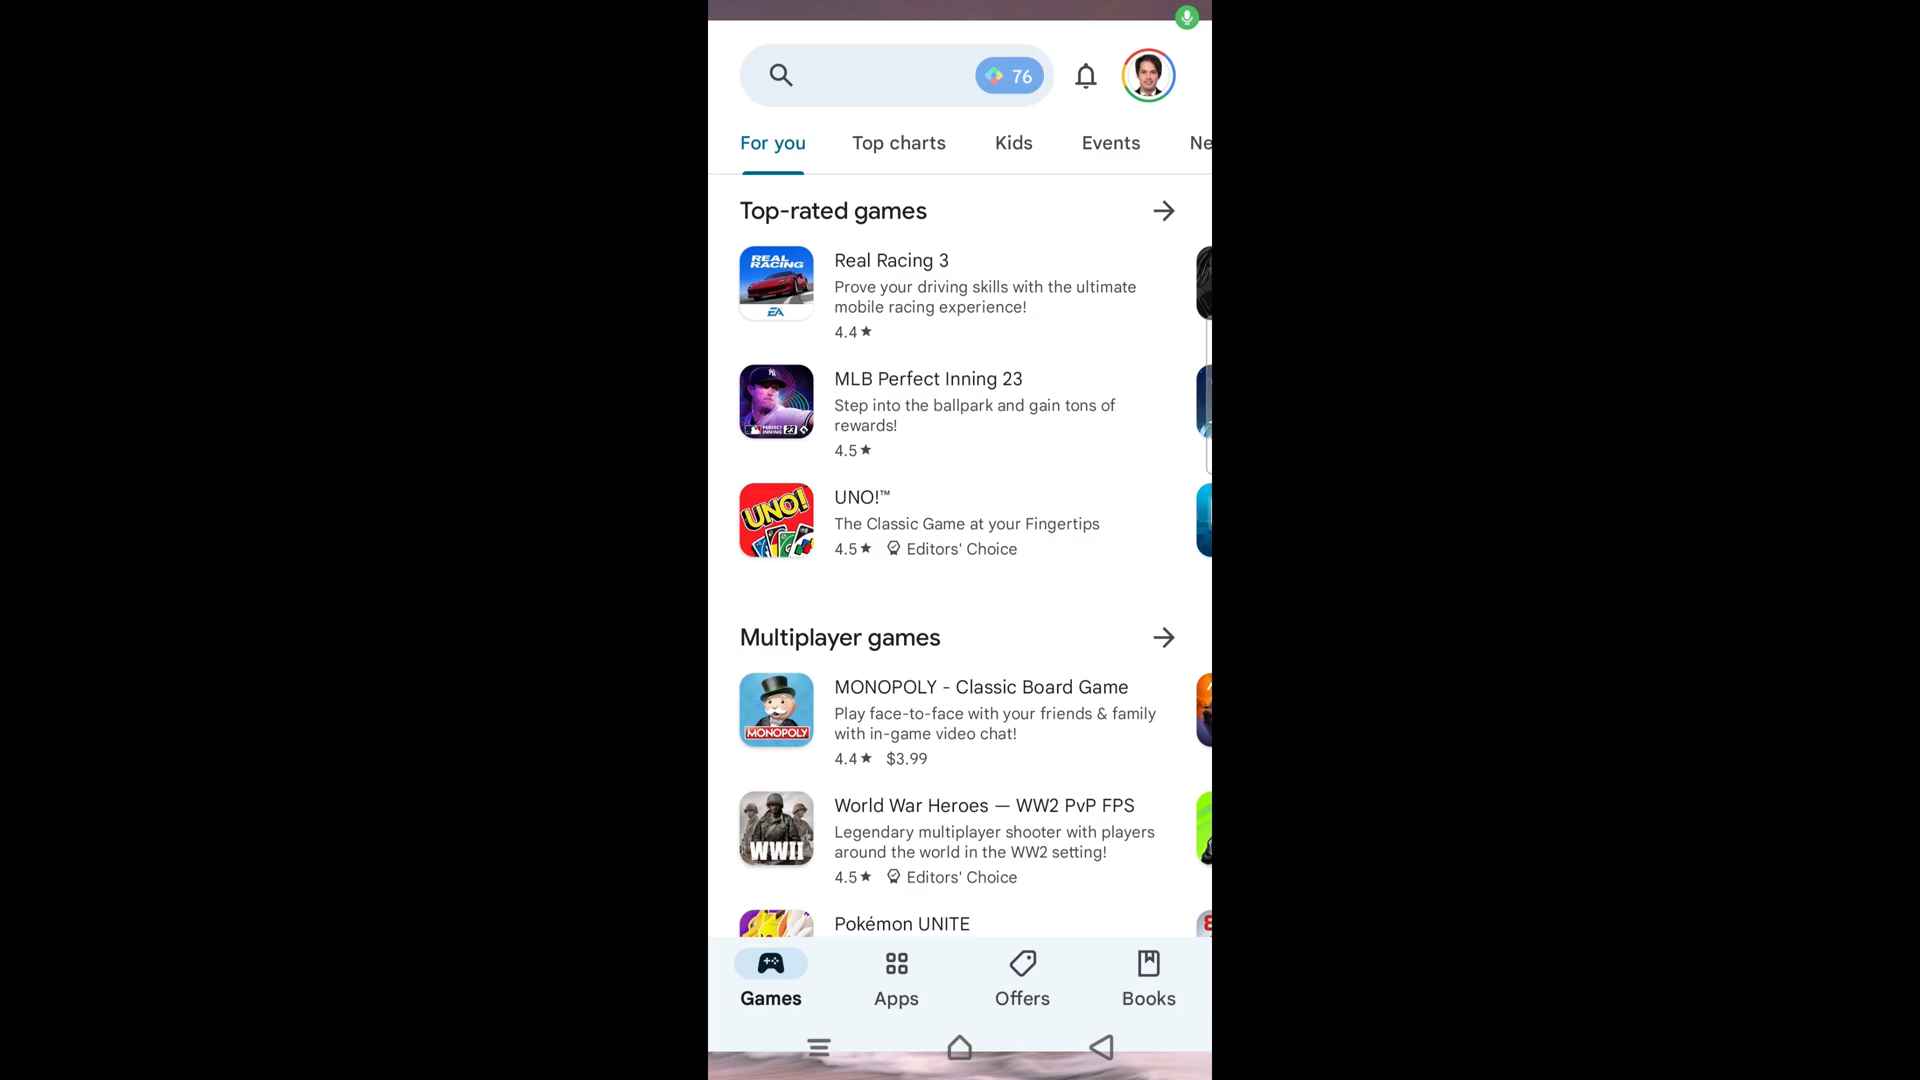 76
For you Top charts Kids Events Ne
Top-rated games
REAL
RACING
EA
Real Racing 3
Prove your driving skills with the ultimate
mobile racing experience!
4.4★
PERFECT
INNING 23
MLB Perfect Inning 23
Step into the ballpark and gain tons of
rewards!
4.5★
UNO!
UNO!™
The Classic Game at your Fingertips
4.5★ Editors' Choice
Multiplayer games
MONOPOLY
MONOPOLY - Classic Board Game
Play face-to-face with your friends & family
with in-game video chat!
4.4★ $3.99
WWII
World War Heroes — WW2 PvP FPS
Legendary multiplayer shooter with players
around the world in the WW2 setting!
4.5★ Editors' Choice
Pokémon UNITE
8
Games Apps Offers Books